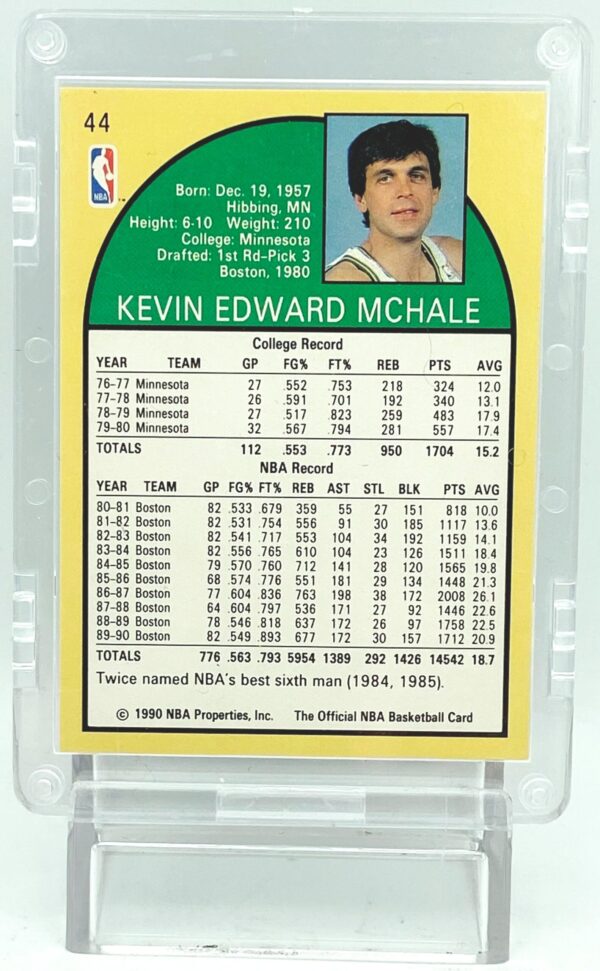 44
NBA
Born: Dec. 19, 1957
Hibbing, MN
Height: 6-10 Weight: 210
College: Minnesota
Drafted: 1st Rd-Pick 3
Boston, 1980
KEVIN EDWARD MCHALE
College Record
YEAR TEAM GP FG% FT% REB PTS AVG
76-77 Minnesota 27 .552 .753 218 324 12.0
77-78 Minnesota 26 .591 .701 192 340 13.1
78-79 Minnesota 27 .517 .823 259 483 17.9
79-80 Minnesota 32 .567 .794 281 557 17.4
TOTALS 112 .553 .773 950 1704 15.2
NBA Record
YEAR TEAM GP FG% FT% REB AST STL BLK PTS AVG
80-81 Boston 82 .533 .679 359 55 27 151 818 10.0
81-82 Boston 82 .531 .754 556 91 30 185 1117 13.6
82-83 Boston 82 .541 .717 553 104 34 192 1159 14.1
83-84 Boston 82 .556 .765 610 104 23 126 1511 18.4
84-85 Boston 79 .570 .760 712 141 28 120 1565 19.8
85-86 Boston 68 .574 .776 551 181 29 134 1448 21.3
86-87 Boston 77 .604 .836 763 198 38 172 2008 26.1
87-88 Boston 64 .604 .797 536 171 27 92 1446 22.6
88-89 Boston 78 .546 .818 637 172 26 97 1758 22.5
89-90 Boston 82 .549 .893 677 172 30 157 1712 20.9
TOTALS 776 .563 .793 5954 1389 292 1426 14542 18.7
Twice named NBA's best sixth man (1984, 1985).
© 1990 NBA Properties, Inc. The Official NBA Basketball Card